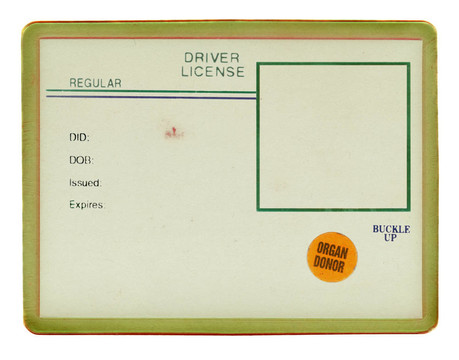 DRIVER
LICENSE
REGULAR
DID:
DOB:
Issued:
Expires:
BUCKLE
UP
ORGAN
DONOR